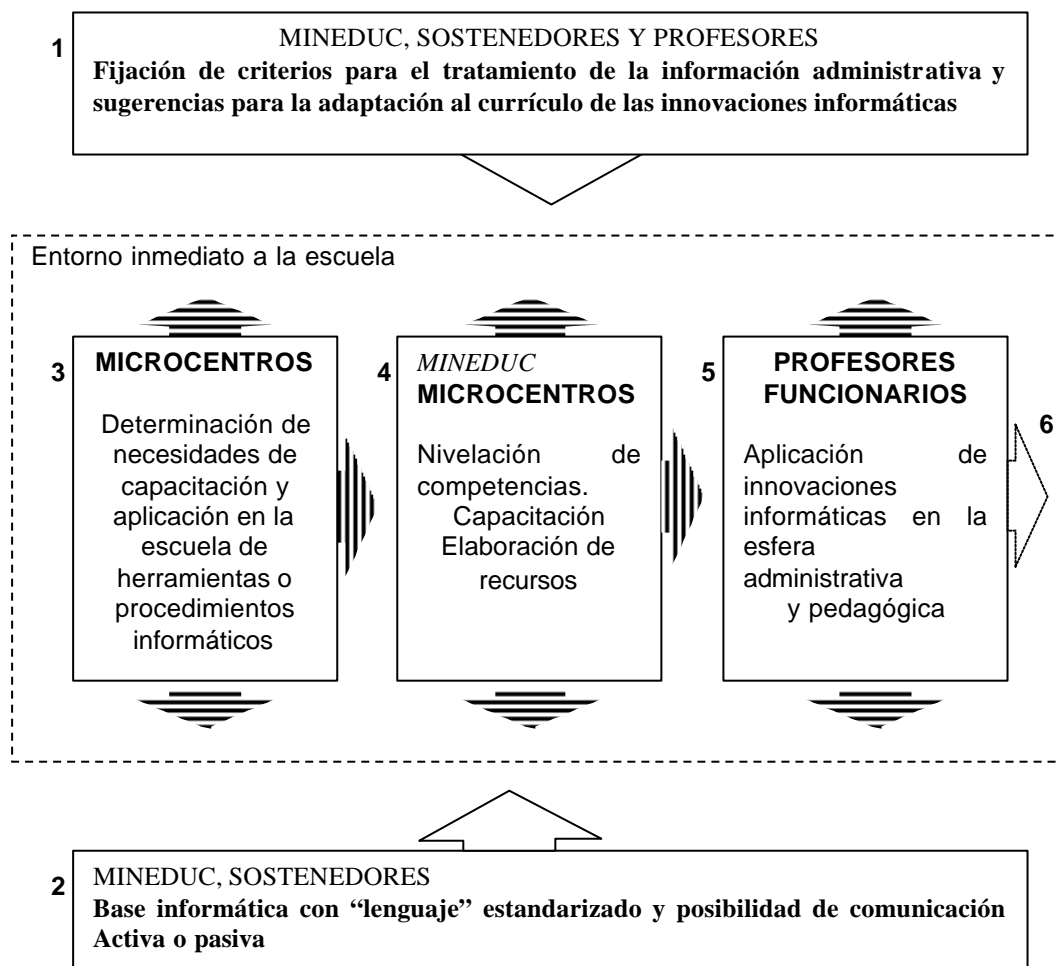 1
MINEDUC, SOSTENEDORES Y PROFESORES
Fijación de criterios para el tratamiento de la información administrativa y
sugerencias para la adaptación al currículo de las innovaciones informáticas
Entorno inmediato a la escuela
3
MICROCENTROS
Determinación de
necesidades de
capacitación y
aplicación en la
escuela de
herramientas o
procedimientos
informáticos
4
MINEDUC
MICROCENTROS
Nivelación de
competencias.
Capacitación
Elaboración de
recursos
5
PROFESORES
FUNCIONARIOS
Aplicación de
innovaciones
informáticas en la
esfera
administrativa
y pedagógica
6
2
MINEDUC, SOSTENEDORES
Base informática con “lenguaje” estandarizado y posibilidad de comunicación
Activa o pasiva